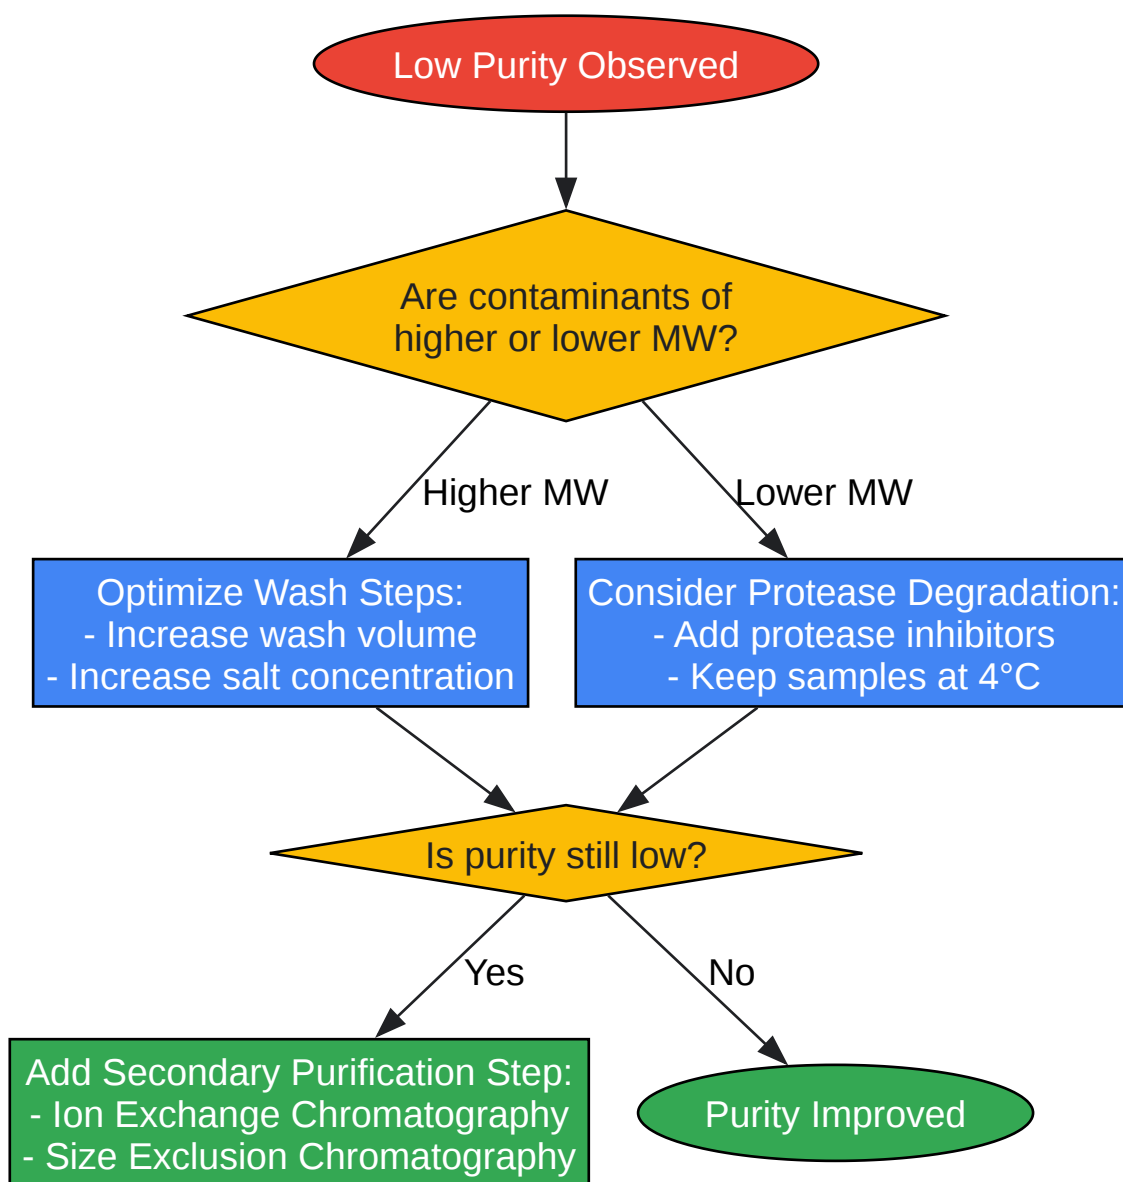 Low Purity Observed
Are contaminants of
higher or lower MW?
Higher MW
Lower MW
Optimize Wash Steps:
- Increase wash volume
- Increase salt concentration
Consider Protease Degradation:
- Add protease inhibitors
- Keep samples at 4°C
Is purity still low?
Yes
No
Add Secondary Purification Step:
- Ion Exchange Chromatography
- Size Exclusion Chromatography
Purity Improved